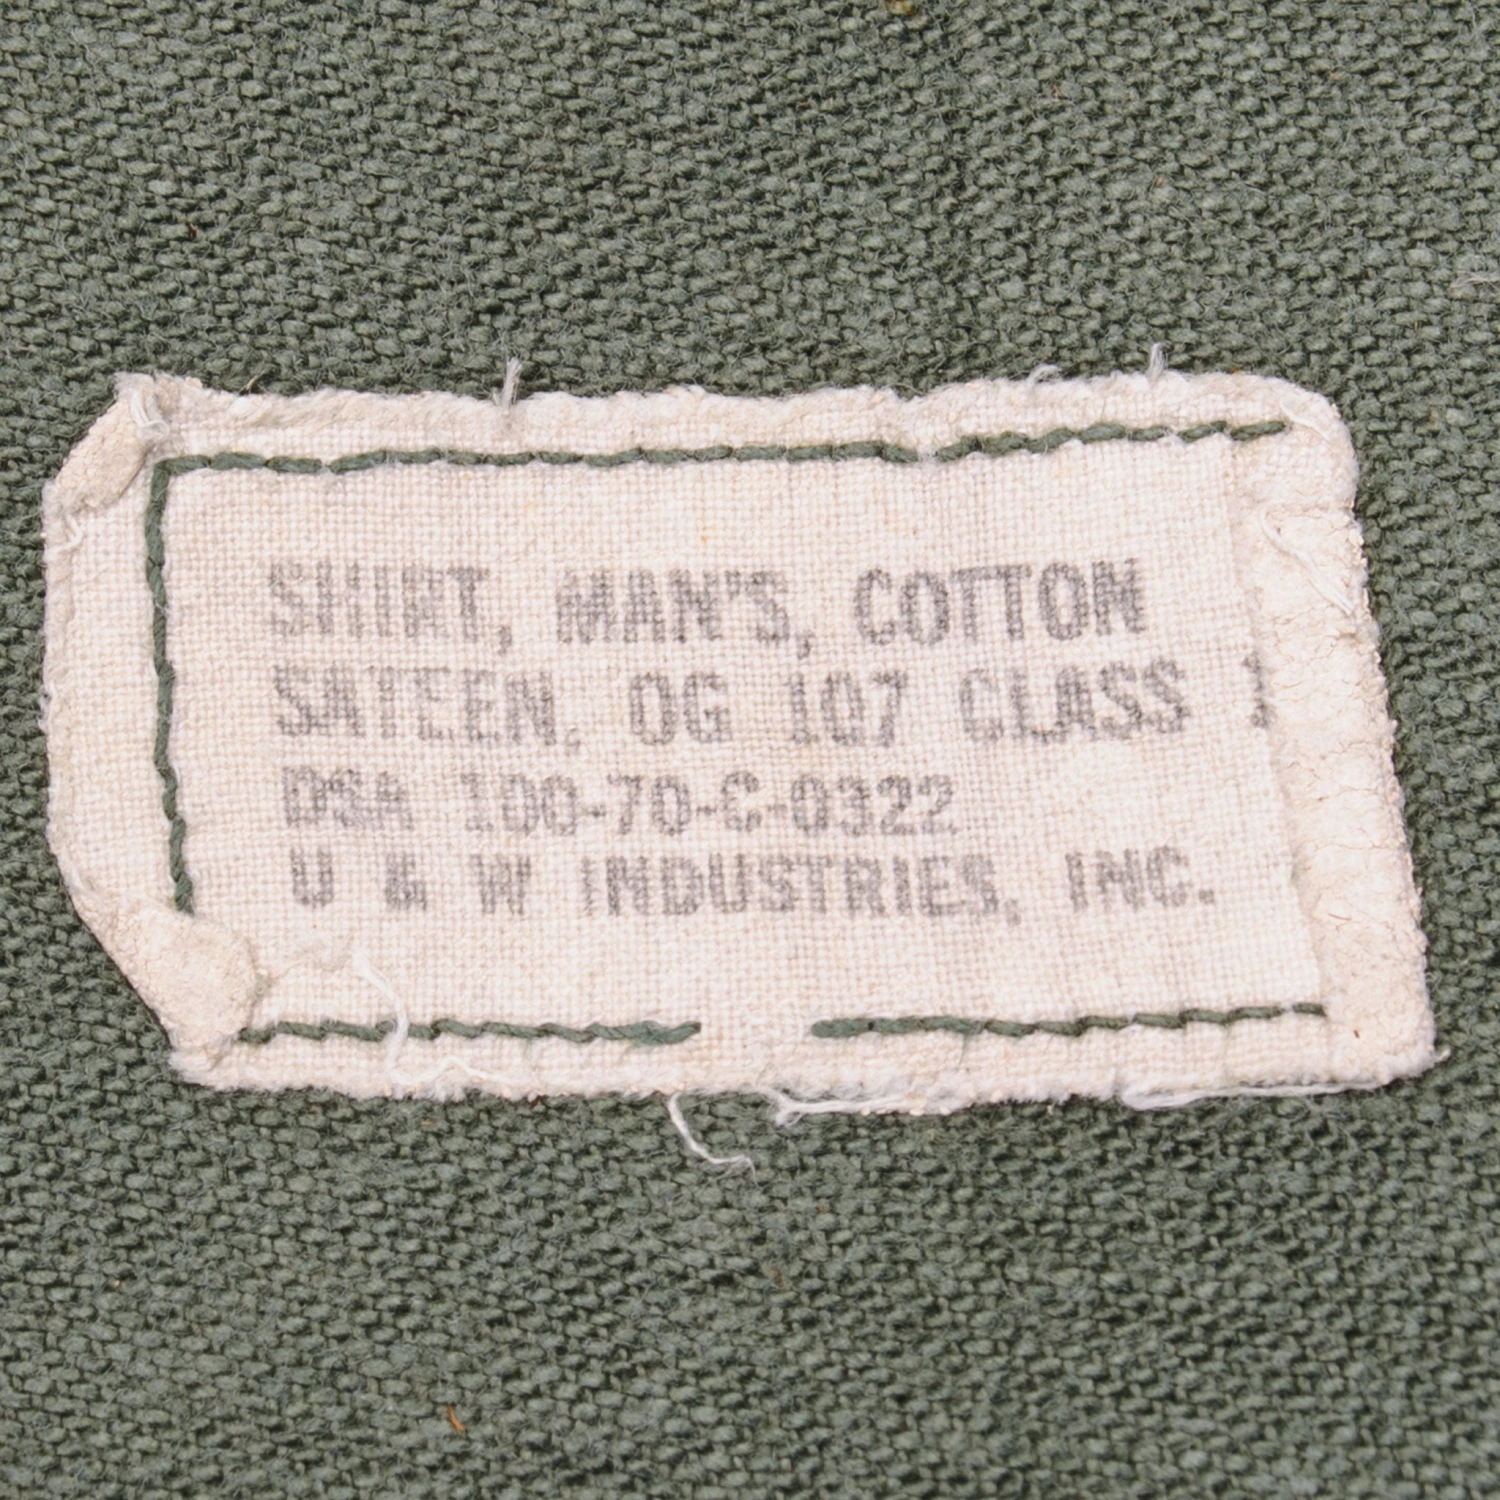 SHIRT, MAN'S, COTTON
SATEEN, OG 107 CLASS 1
DSA 100-70-C-0322
U & W INDUSTRIES, INC.